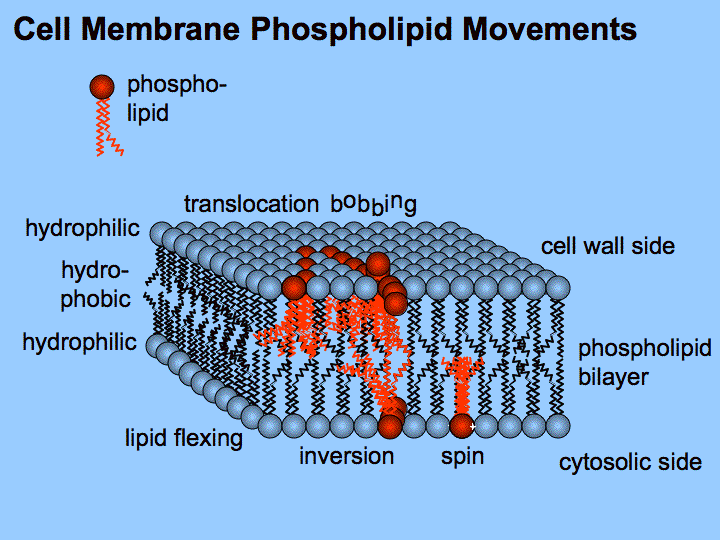 Cell Membrane Phospholipid Movements
phospho-
lipid
translocation bobbing
hydrophilic
cell wall side
hydro-
phobic
hydrophilic
phospholipid
bilayer
lipid flexing
inversion
spin
cytosolic side